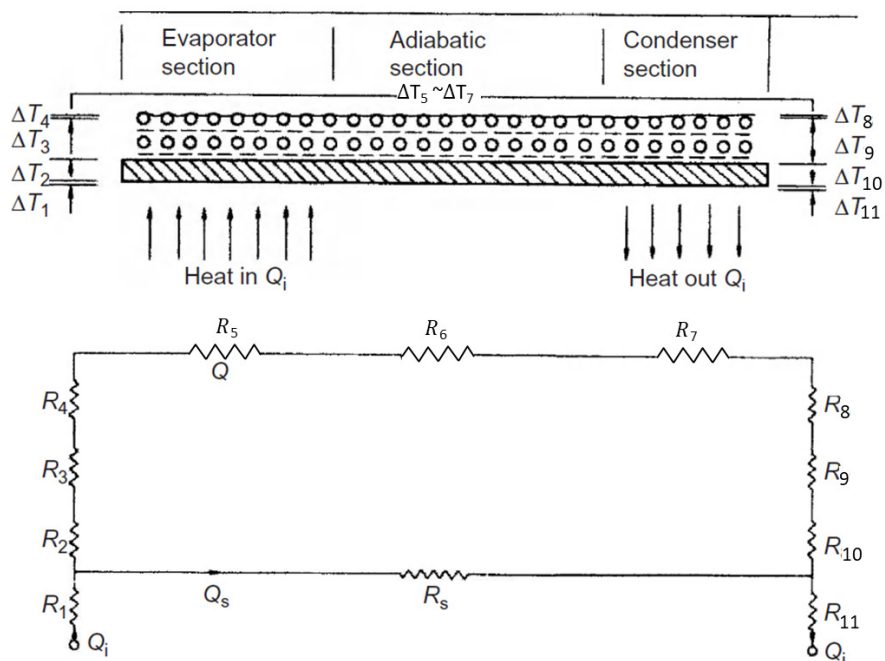 Evaporator section
Adiabatic section
Condenser section
ΔT₅ ~ΔT₇
ΔT₄
ΔT₈
ΔT₃
ΔT₉
ΔT₂
ΔT₁₀
ΔT₁
ΔT₁₁
Heat in Qᵢ
Heat out Qᵢ
R₅
R₆
R₇
Q
R₄
R₈
R₃
R₉
R₂
R₁₀
Qₛ
Rₛ
R₁
R₁₁
Qᵢ
Qᵢ